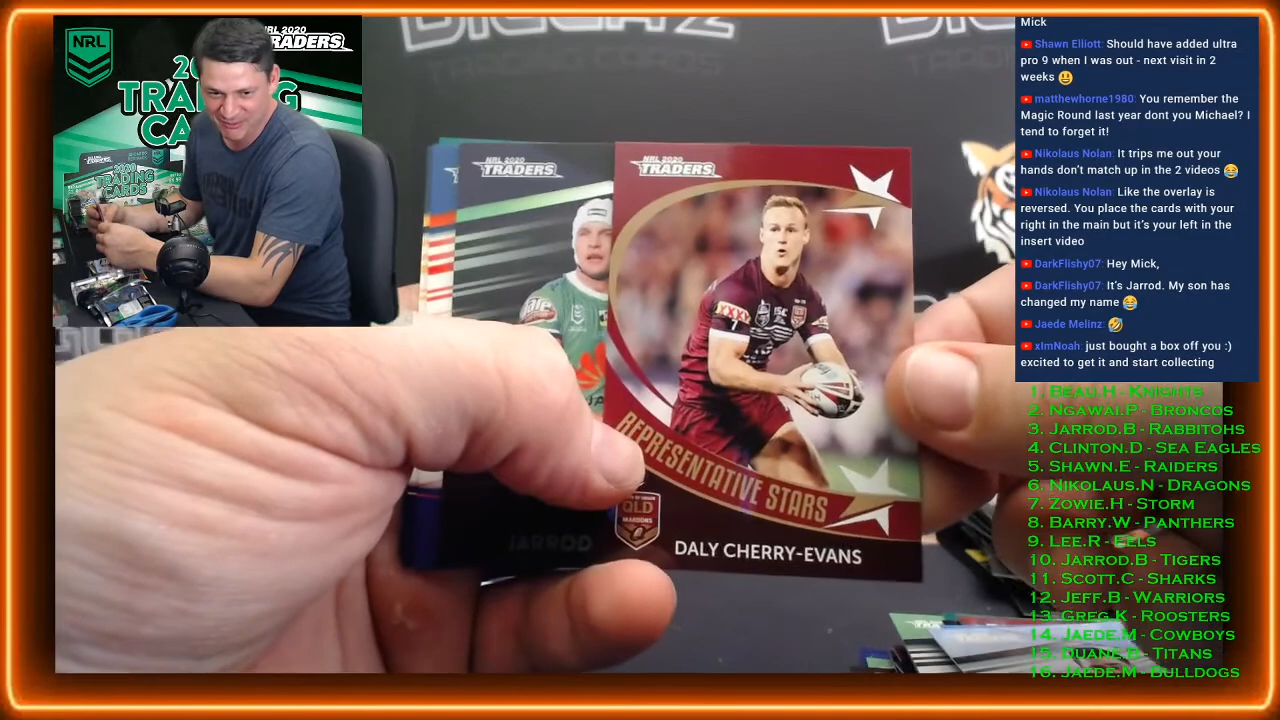 NRL
NRL 2020
TRADERS
2020
TRADING
CARDS
NRL 2020
TRADERS
NRL 2020
TRADERS
REPRESENTATIVE STARS
QLD
MAROONS
DALY CHERRY-EVANS
JARROD
XXXX
TRADING CARDS
Mick
Shawn Elliott: Should have added ultra
pro 9 when I was out - next visit in 2
weeks 😃
matthewhorne1980: You remember the
Magic Round last year dont you Michael? I
tend to forget it!
Nikolaus Nolan: It trips me out your
hands don't match up in the 2 videos 😂
Nikolaus Nolan: Like the overlay is
reversed. You place the cards with your
right in the main but it's your left in the
insert video
DarkFlishy07: Hey Mick,
DarkFlishy07: It's Jarrod. My son has
changed my name 😂
Jaede Melinz: 🤣
xImNoah: just bought a box off you :)
excited to get it and start collecting
1. Beau.H - Knights
2. Ngawai.P - Broncos
3. Jarrod.B - Rabbitohs
4. Clinton.D - Sea Eagles
5. Shawn.E - Raiders
6. Nikolaus.N - Dragons
7. Zowie.H - Storm
8. Barry.W - Panthers
9. Lee.R - Eels
10. Jarrod.B - Tigers
11. Scott.C - Sharks
12. Jeff.B - Warriors
13. Greg.K - Roosters
14. Jaede.M - Cowboys
15. Duane.B - Titans
16. Jaede.M - Bulldogs